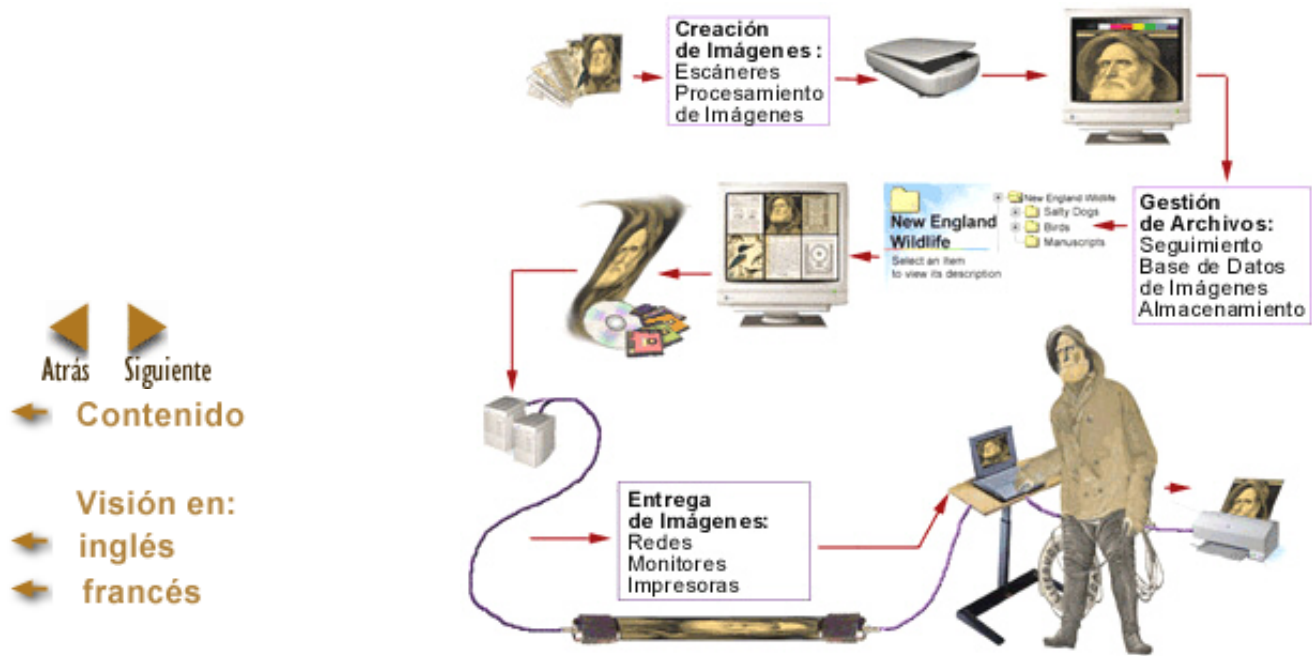 Creación
de Imágenes :
Escáneres
Procesamiento
de Imágenes
Gestión
de Archivos:
Seguimiento
Base de Datos
de Imágenes
Almacenamiento
New England Wildlife
Salty Dogs
Birds
Manuscripts
New England
Wildlife
Select an Item
to view its description
Atrás Siguiente
Contenido
Visión en:
inglés
francés
Entrega
de Imágenes:
Redes
Monitores
Impresoras